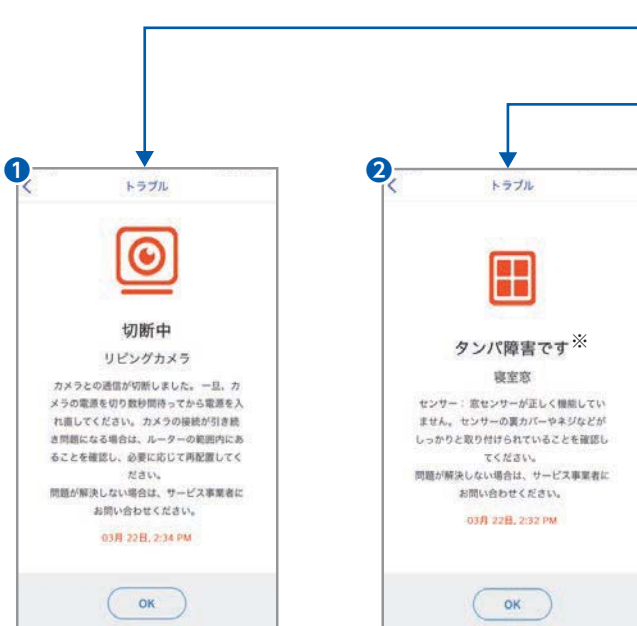 1
トラブル
切断中
リビングカメラ
カメラとの通信が切断しました。 一旦、カ
メラの電源を切り数秒間待ってから電源を入
れ直してください。 カメラの接続が引き続
き問題になる場合は、ルーターの範囲内にあ
ることを確認し、必要に応じて再配置してく
ださい。
問題が解決しない場合は、サービス事業者に
お問い合わせください。
03月 22日, 2:34 PM
OK
2
トラブル
タンパ障害です※
寝室窓
センサー： 窓センサーが正しく機能してい
ません。 センサーの裏カバーやネジなどが
しっかりと取り付けられていることを確認し
てください。
問題が解決しない場合は、サービス事業者に
お問い合わせください。
03月 22日, 2:32 PM
OK